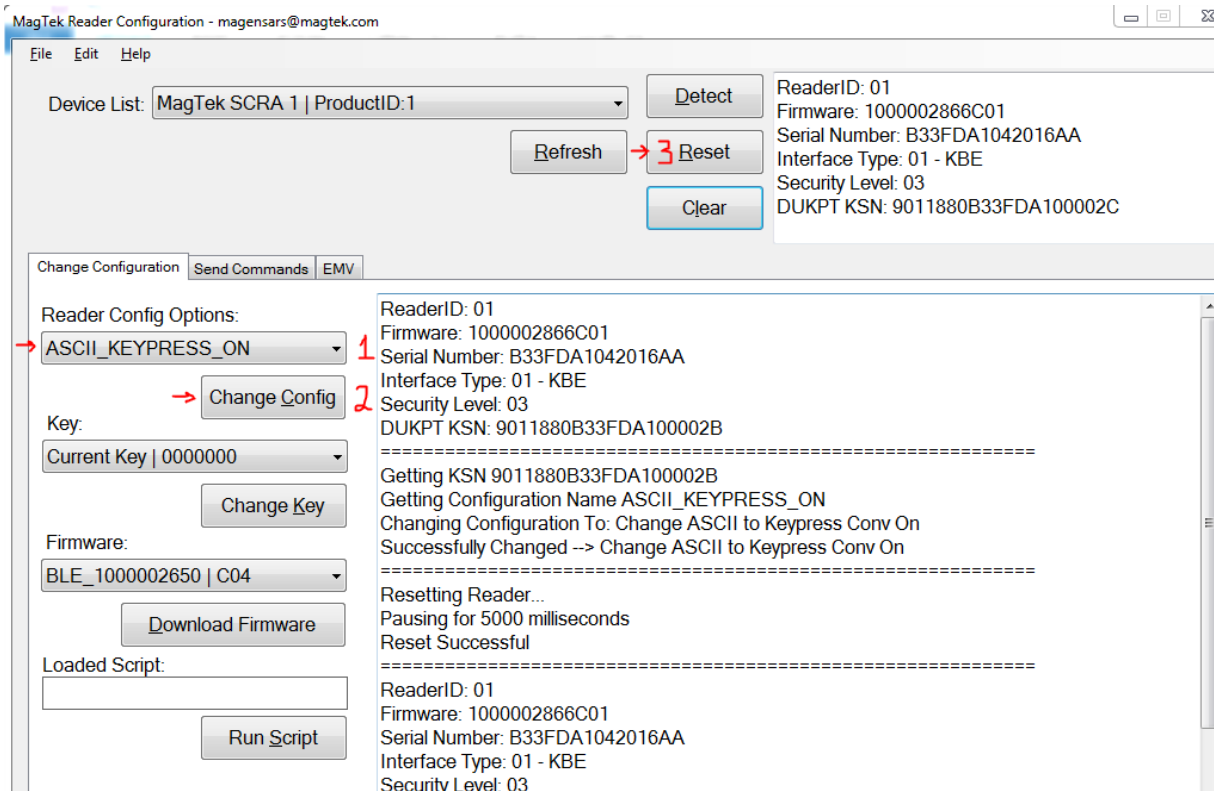 MagTek Reader Configuration - magensars@magtek.com
File Edit Help
Device List: MagTek SCRA 1 | ProductID:1
Detect
Refresh
3 Reset
Clear
ReaderID: 01
Firmware: 1000002866C01
Serial Number: B33FDA1042016AA
Interface Type: 01 - KBE
Security Level: 03
DUKPT KSN: 9011880B33FDA100002C
Change Configuration Send Commands EMV
Reader Config Options:
ASCII_KEYPRESS_ON 1
Change Config 2
Key:
Current Key | 0000000
Change Key
Firmware:
BLE_1000002650 | C04
Download Firmware
Loaded Script:
Run Script
ReaderID: 01
Firmware: 1000002866C01
Serial Number: B33FDA1042016AA
Interface Type: 01 - KBE
Security Level: 03
DUKPT KSN: 9011880B33FDA100002B
=============================================================
Getting KSN 9011880B33FDA100002B
Getting Configuration Name ASCII_KEYPRESS_ON
Changing Configuration To: Change ASCII to Keypress Conv On
Successfully Changed --> Change ASCII to Keypress Conv On
=============================================================
Resetting Reader...
Pausing for 5000 milliseconds
Reset Successful
=============================================================
ReaderID: 01
Firmware: 1000002866C01
Serial Number: B33FDA1042016AA
Interface Type: 01 - KBE
Security Level: 03